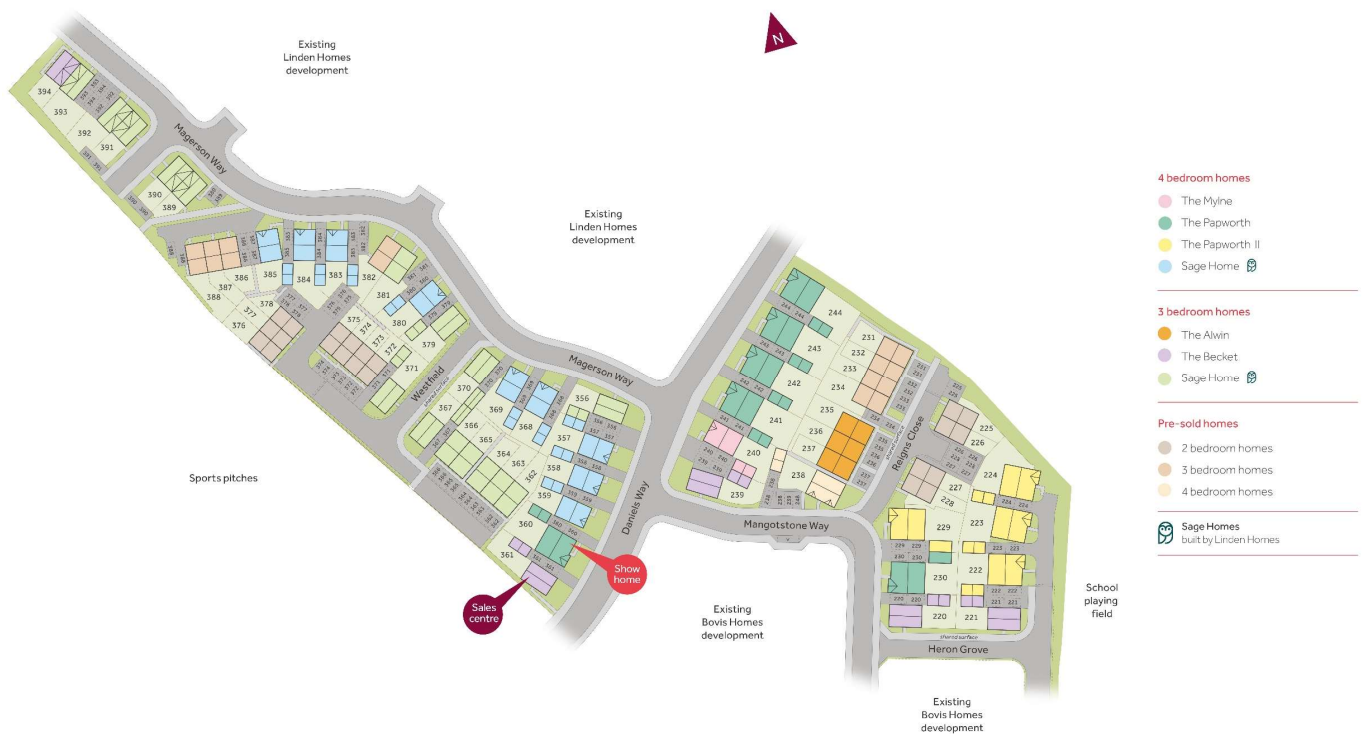 Existing
Linden Homes
development
N
394
393
392
391
Magerson Way
390
389
Existing
Linden Homes
development
388
387
386
385
384
383
382
381
380
379
378
377
376
375
374
373
372
371
Westfield
shared surface
Magerson Way
370
369
368
367
366
365
364
363
362
361
360
359
358
357
356
Sports pitches
Daniels Way
Show
home
Sales
centre
244
243
242
241
240
239
238
237
236
235
234
233
232
231
shared surface
Reigns Close
Mangotstone Way
V
225
226
227
228
224
223
222
221
220
229
230
shared surface
Heron Grove
Existing
Bovis Homes
development
Existing
Bovis Homes
development
School
playing
field
4 bedroom homes
The Mylne
The Papworth
The Papworth II
Sage Home
3 bedroom homes
The Alwin
The Becket
Sage Home
Pre-sold homes
2 bedroom homes
3 bedroom homes
4 bedroom homes
Sage Homes
built by Linden Homes